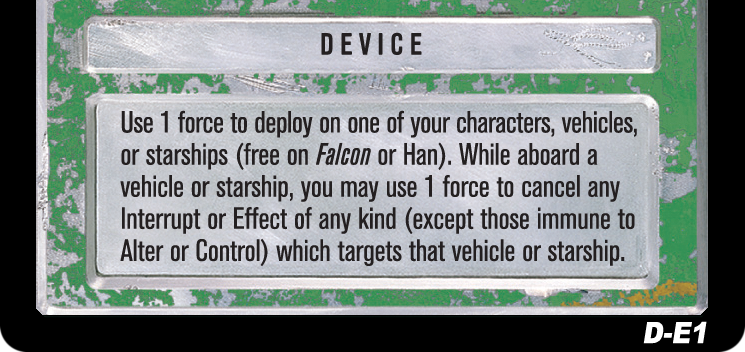 DEVICE
Use 1 force to deploy on one of your characters, vehicles,
or starships (free on Falcon or Han). While aboard a
vehicle or starship, you may use 1 force to cancel any
Interrupt or Effect of any kind (except those immune to
Alter or Control) which targets that vehicle or starship.
D-E1